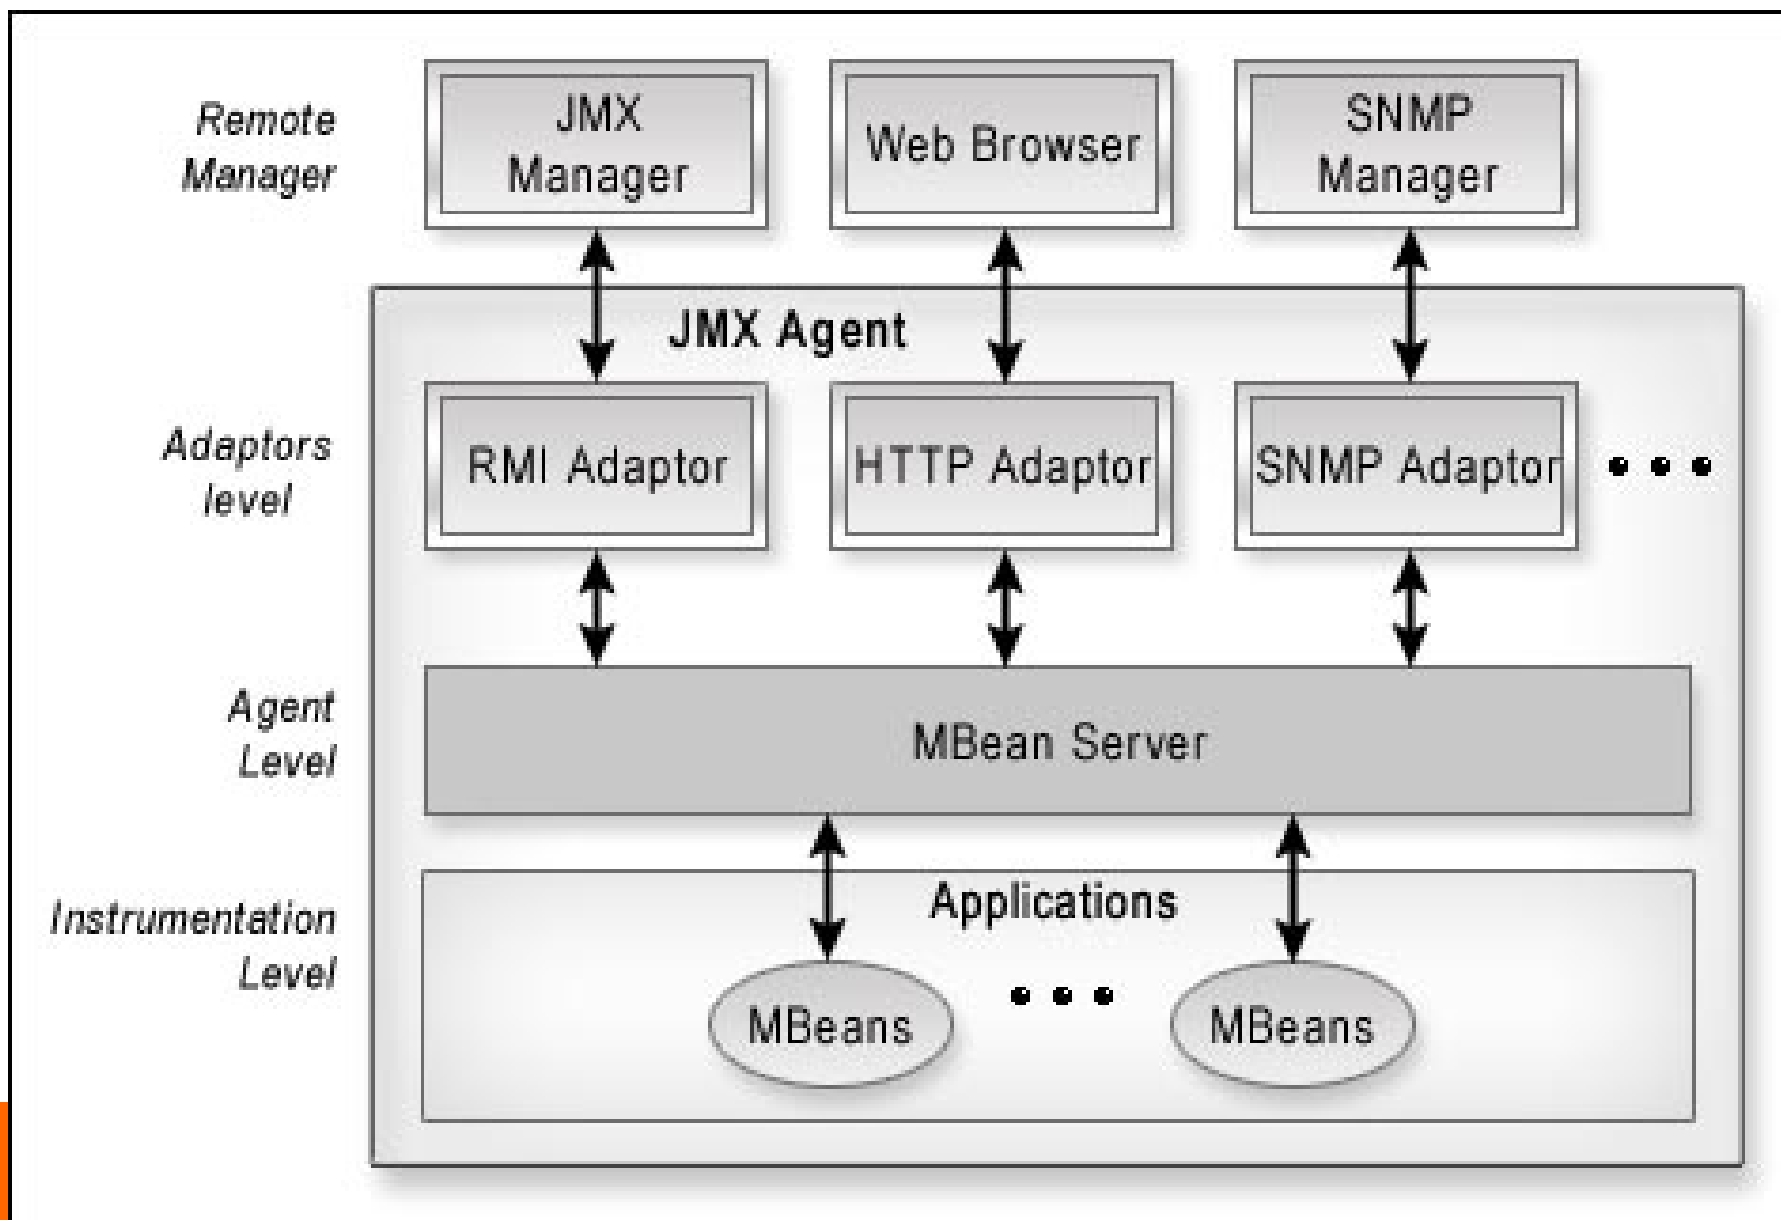 Remote
Manager
JMX
Manager
Web Browser
SNMP
Manager
JMX Agent
Adaptors
level
RMI Adaptor
HTTP Adaptor
SNMP Adaptor
Agent
Level
MBean Server
Instrumentation
Level
Applications
MBeans
MBeans